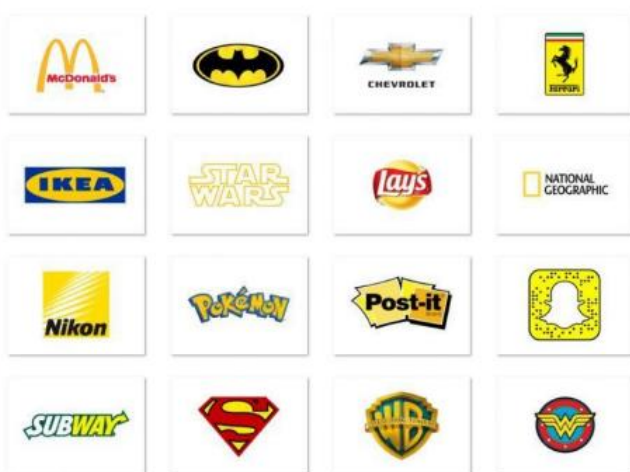 McDonald's
CHEVROLET
Ferrari
IKEA
STAR
WARS
Lay's
NATIONAL
GEOGRAPHIC
Nikon
POKéMON
Post-it
SUBWAY
S
WB
W